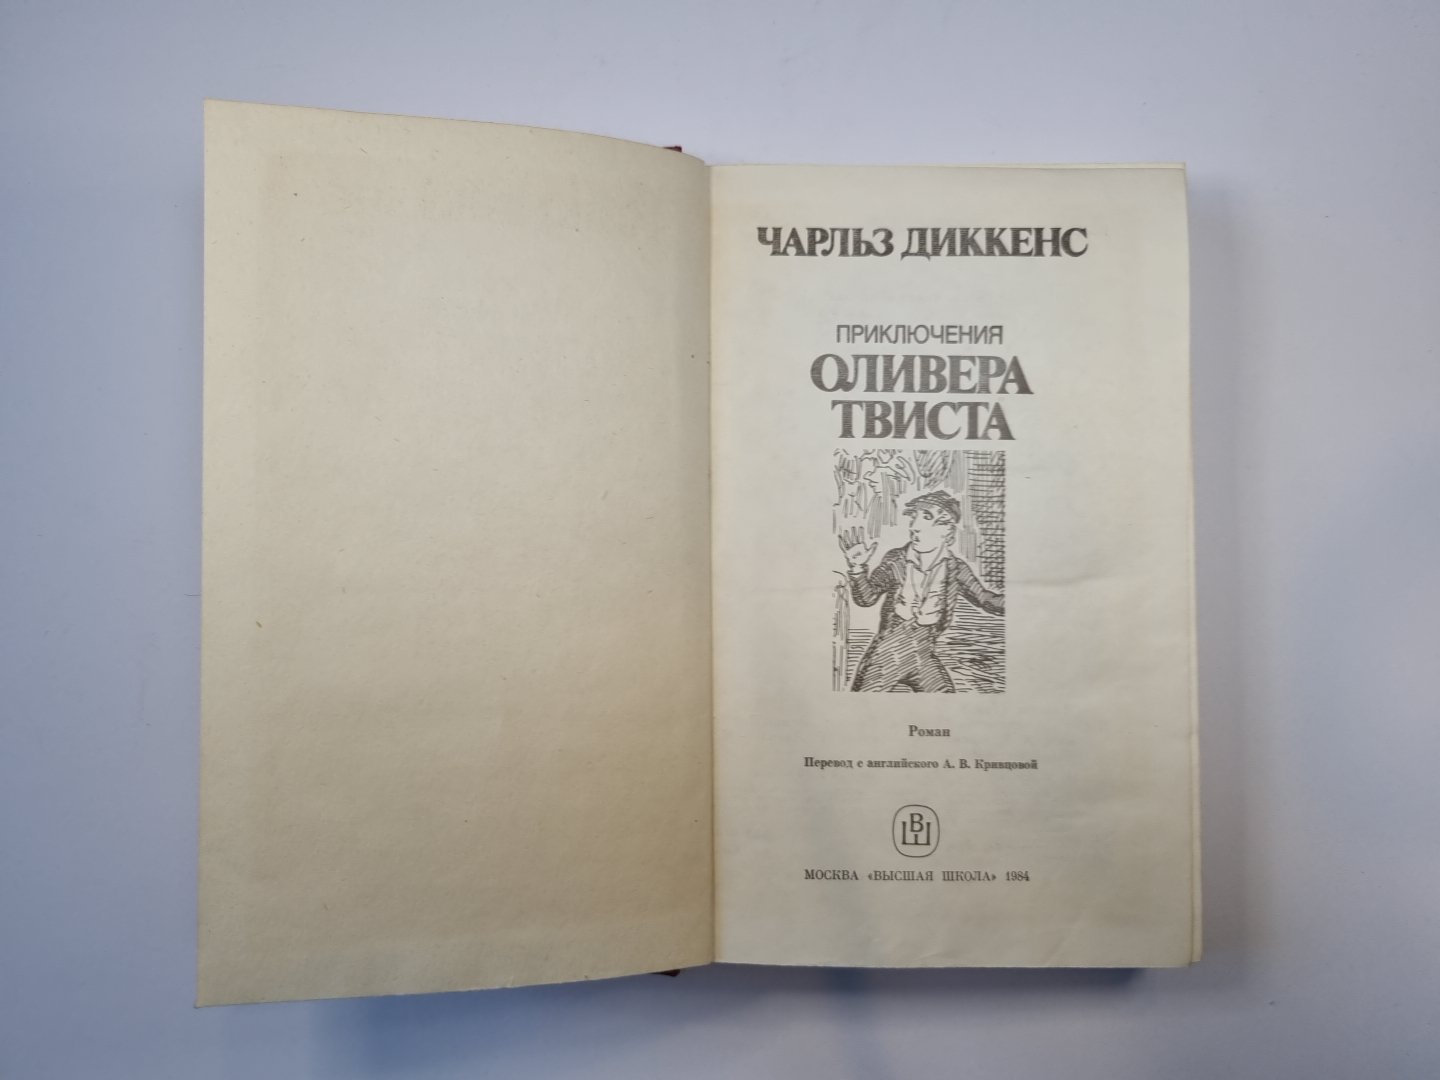 ЧАРЛЬЗ ДИККЕНС
ПРИКЛЮЧЕНИЯ
ОЛИВЕРА
ТВИСТА
Роман
Перевод с английского А. В. Кривцовой
ВШ
МОСКВА «ВЫСШАЯ ШКОЛА» 1984